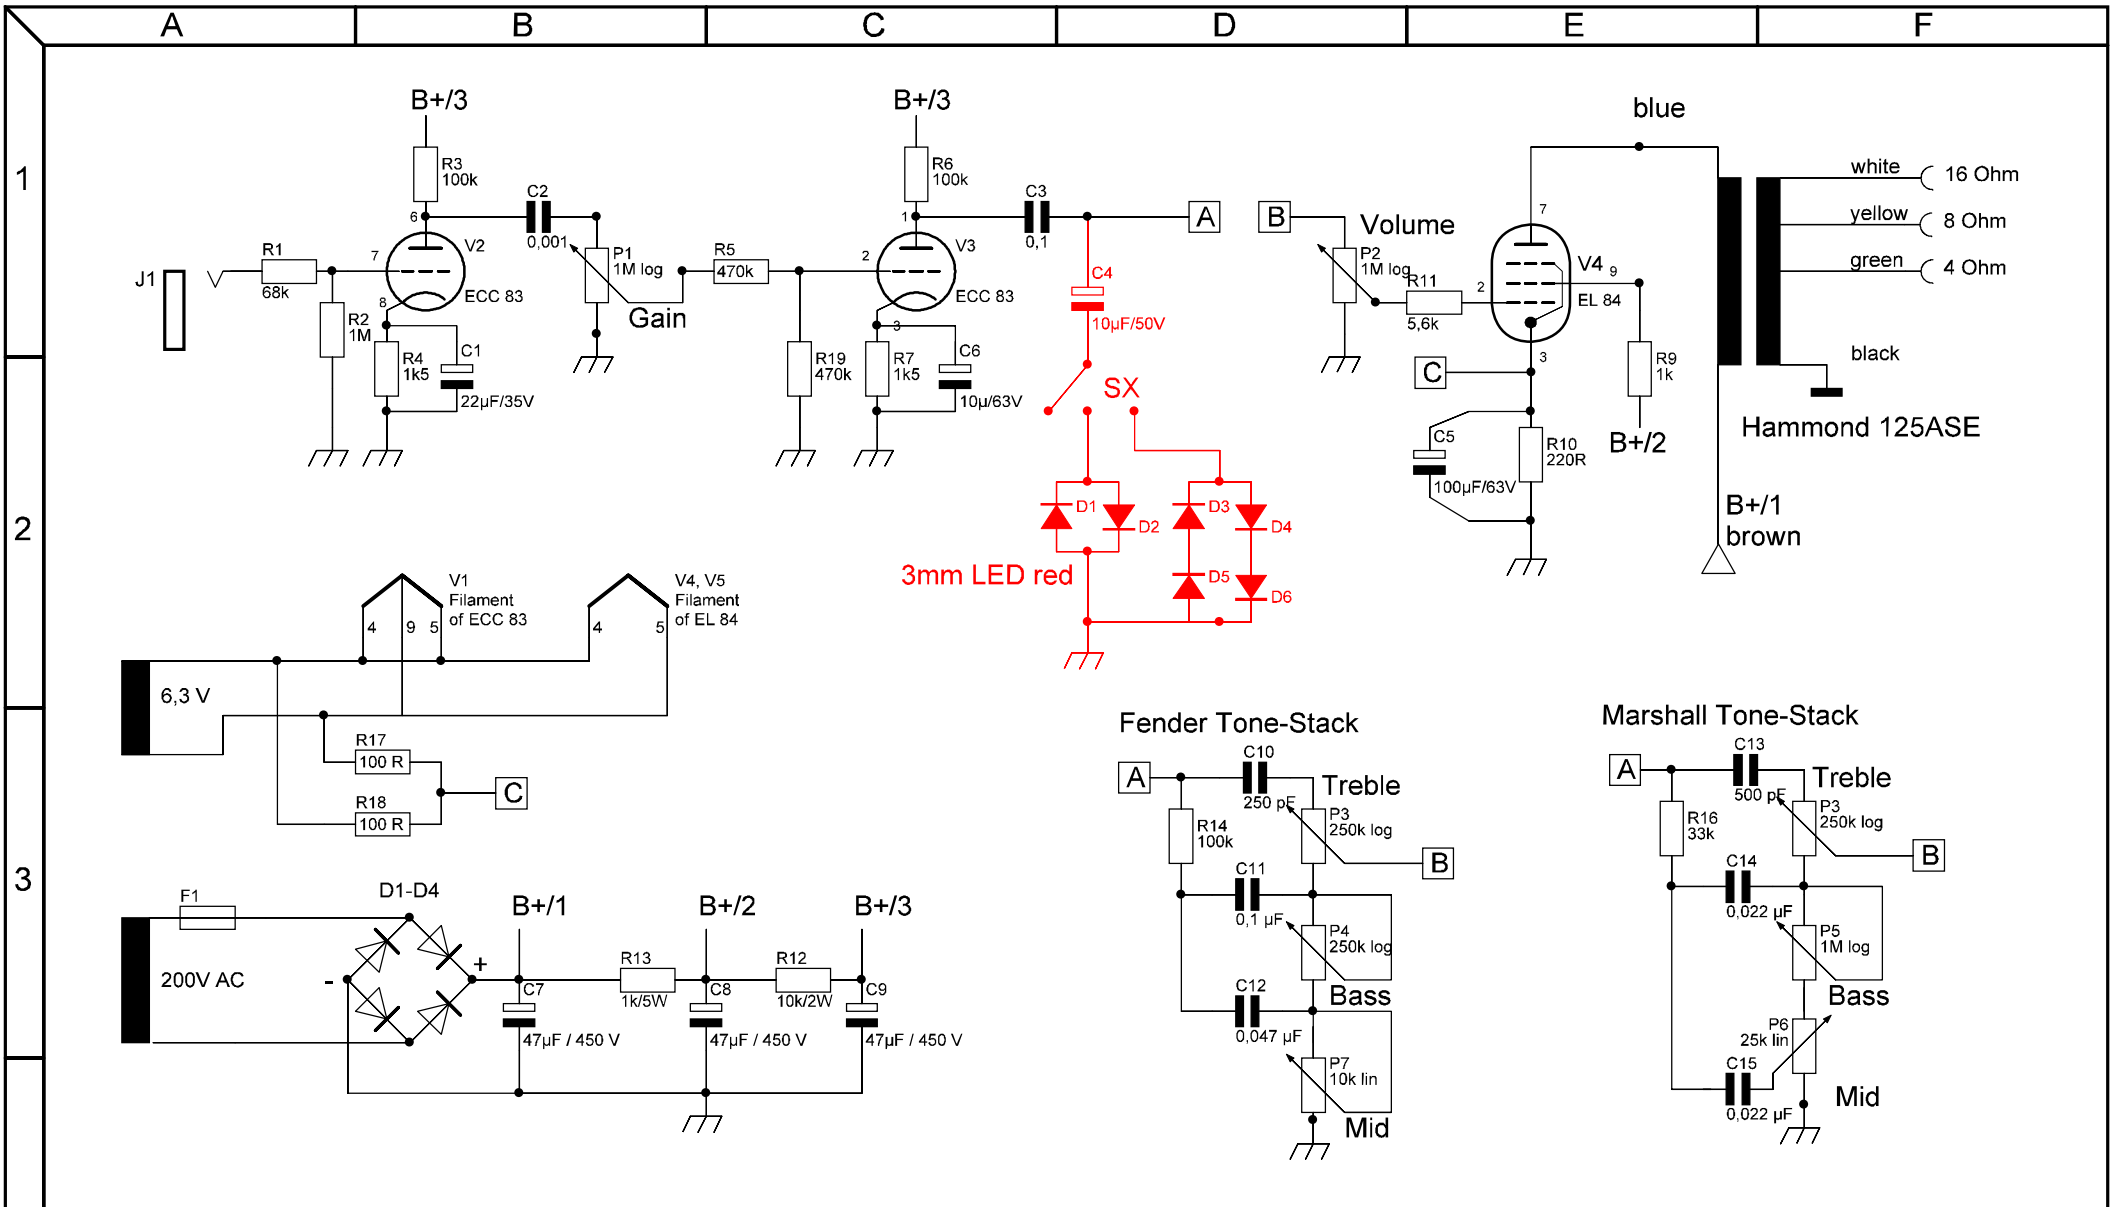 A B C D E F
1
2
3
B+/3
R3
100k
6
7
V2
ECC 83
8
J1
R1
68k
R2
1M
R4
1k5
C1
22µF/35V
C2
0,001
P1
1M log
Gain
B+/3
R6
100k
1
2
V3
ECC 83
3
R5
470k
R19
470k
R7
1k5
C6
10µ/63V
C3
0,1
A
C4
10µF/50V
SX
D1
D2
D3
D4
D5
D6
3mm LED red
B
Volume
P2
1M log
R11
5,6k
2
7
V4
9
EL 84
3
C
C5
100µF/63V
R10
220R
R9
1k
B+/2
blue
white
16 Ohm
yellow
8 Ohm
green
4 Ohm
black
Hammond 125ASE
B+/1
brown
V1
Filament
of ECC 83
4 9 5
V4, V5
Filament
of EL 84
4 5
6,3 V
R17
100 R
R18
100 R
C
F1
200V AC
D1-D4
-
+
B+/1
C7
47µF / 450 V
R13
1k/5W
B+/2
C8
47µF / 450 V
R12
10k/2W
B+/3
C9
47µF / 450 V
Fender Tone-Stack
A
C10
250 pF
Treble
P3
250k log
R14
100k
B
C11
0,1 µF
P4
250k log
Bass
C12
0,047 µF
P7
10k lin
Mid
Marshall Tone-Stack
A
C13
500 pF
Treble
P3
250k log
R16
33k
B
C14
0,022 µF
P5
1M log
Bass
P6
25k lin
C15
0,022 µF
Mid